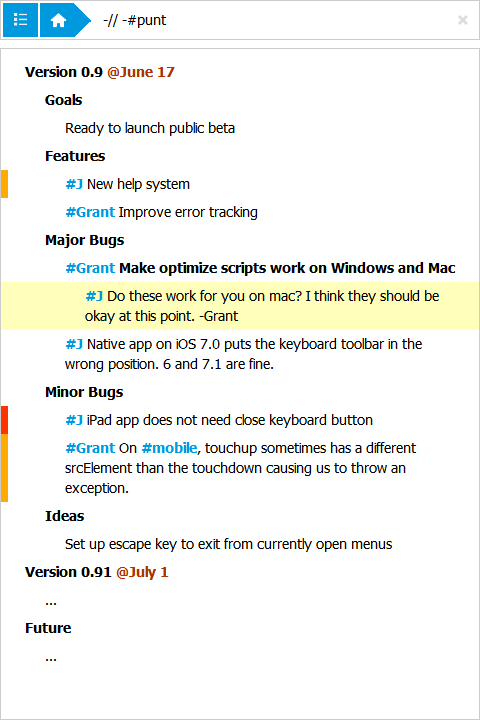 -// -#punt
Version 0.9 @June 17
Goals
Ready to launch public beta
Features
#J New help system
#Grant Improve error tracking
Major Bugs
#Grant Make optimize scripts work on Windows and Mac
#J Do these work for you on mac? I think they should be
okay at this point. -Grant
#J Native app on iOS 7.0 puts the keyboard toolbar in the
wrong position. 6 and 7.1 are fine.
Minor Bugs
#J iPad app does not need close keyboard button
#Grant On #mobile, touchup sometimes has a different
srcElement than the touchdown causing us to throw an
exception.
Ideas
Set up escape key to exit from currently open menus
Version 0.91 @July 1
...
Future
...